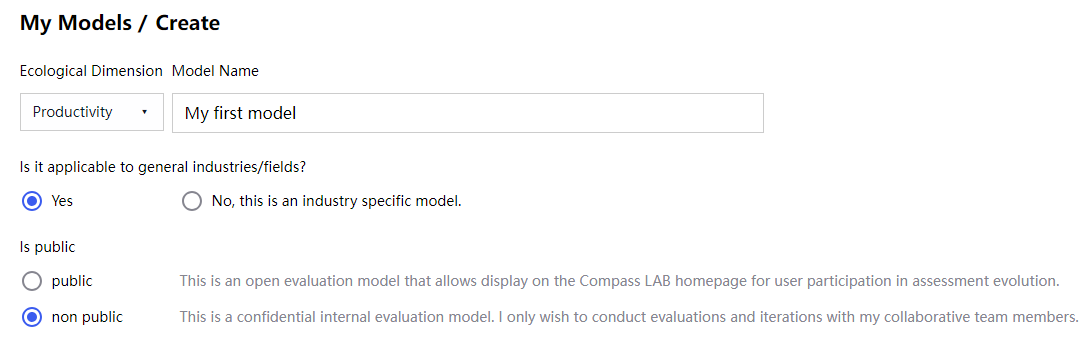 My Models / Create
Ecological Dimension Model Name
Productivity My first model
Is it applicable to general industries/fields?
Yes No, this is an industry specific model.
Is public
public This is an open evaluation model that allows display on the Compass LAB homepage for user participation in assessment evolution.
non public This is a confidential internal evaluation model. I only wish to conduct evaluations and iterations with my collaborative team members.